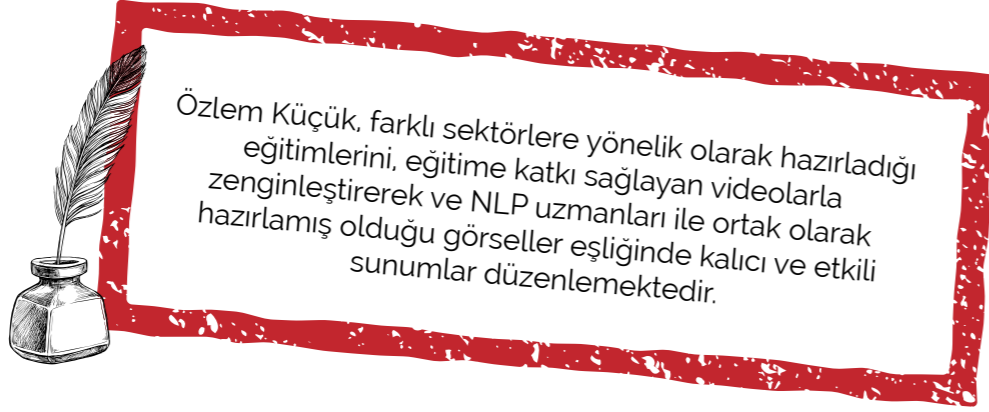 Özlem Küçük, farklı sektörlere yönelik olarak hazırladığı
eğitimlerini, eğitime katkı sağlayan videolarla
zenginleştirerek ve NLP uzmanları ile ortak olarak
hazırlamış olduğu görseller eşliğinde kalıcı ve etkili
sunumlar düzenlemektedir.